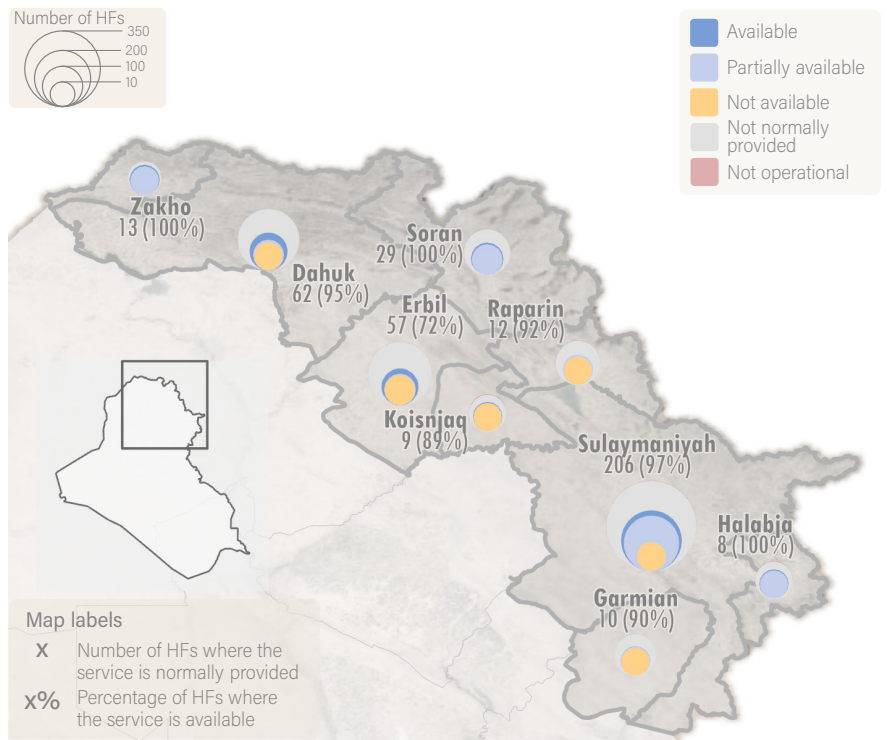 Number of HFs
350
200
100
10
Available
Partially available
Not available
Not normally
provided
Not operational
Zakho
13 (100%)
Dahuk
62 (95%)
Soran
29 (100%)
Erbil
57 (72%)
Raparin
12 (92%)
Koisnjaq
9 (89%)
Sulaymaniyah
206 (97%)
Halabja
8 (100%)
Garmian
10 (90%)
Map labels
x Number of HFs where the
service is normally provided
x% Percentage of HFs where
the service is available